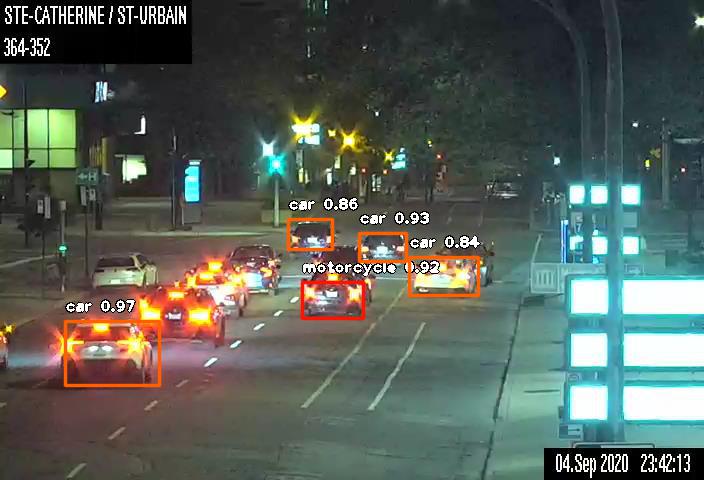 STE-CATHERINE / ST-URBAIN
364-352
car 0.86
car 0.93
car 0.84
motorcycle 0.92
car 0.97
04.Sep 2020 23:42:13